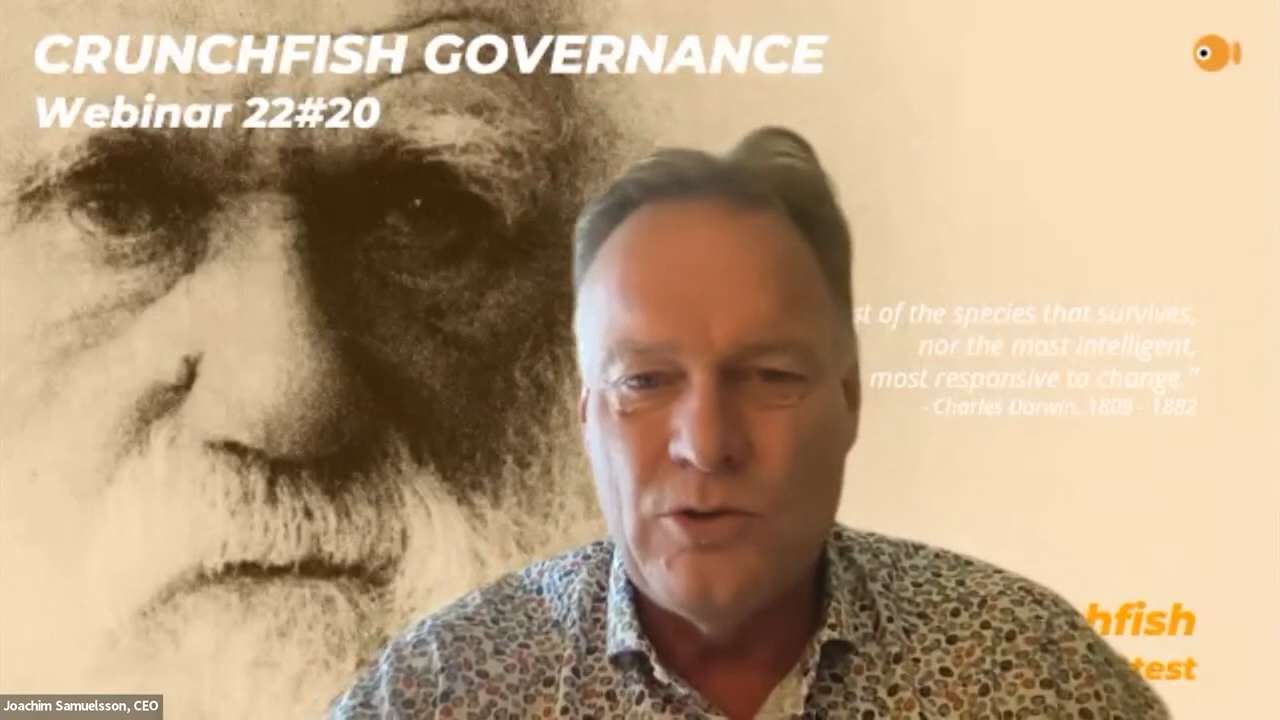 CRUNCHFISH GOVERNANCE
Webinar 22#20
of the species that survives,
nor the most intelligent,
most responsive to change."
- Charles Darwin, 1809 - 1882
hfish
test
Joachim Samuelsson, CEO